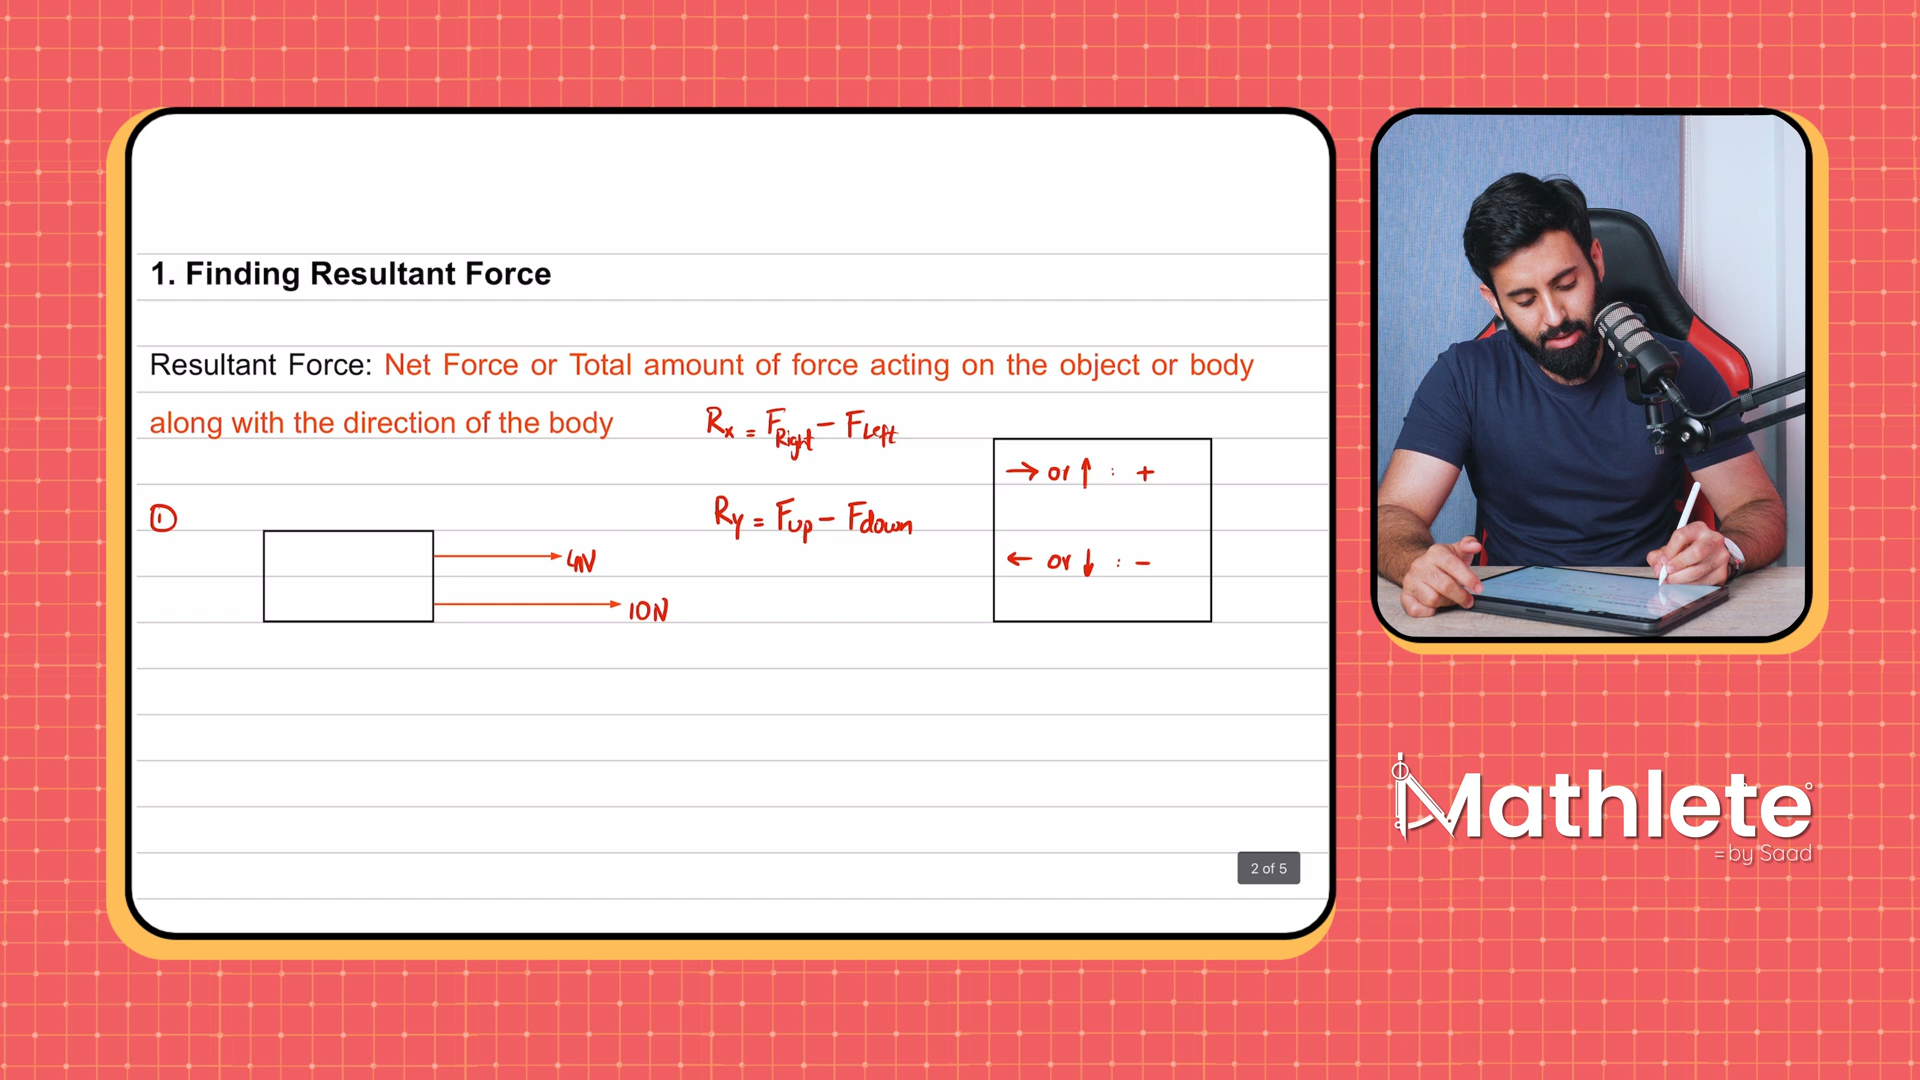 1. Finding Resultant Force
Resultant Force: Net Force or Total amount of force acting on the object or body
along with the direction of the body
Rx = FRight - FLeft
→ or ↑ : +
①
Ry = Fup - Fdown
← or ↓ : -
4N
10N
2 of 5
Mathlete
=by Saad